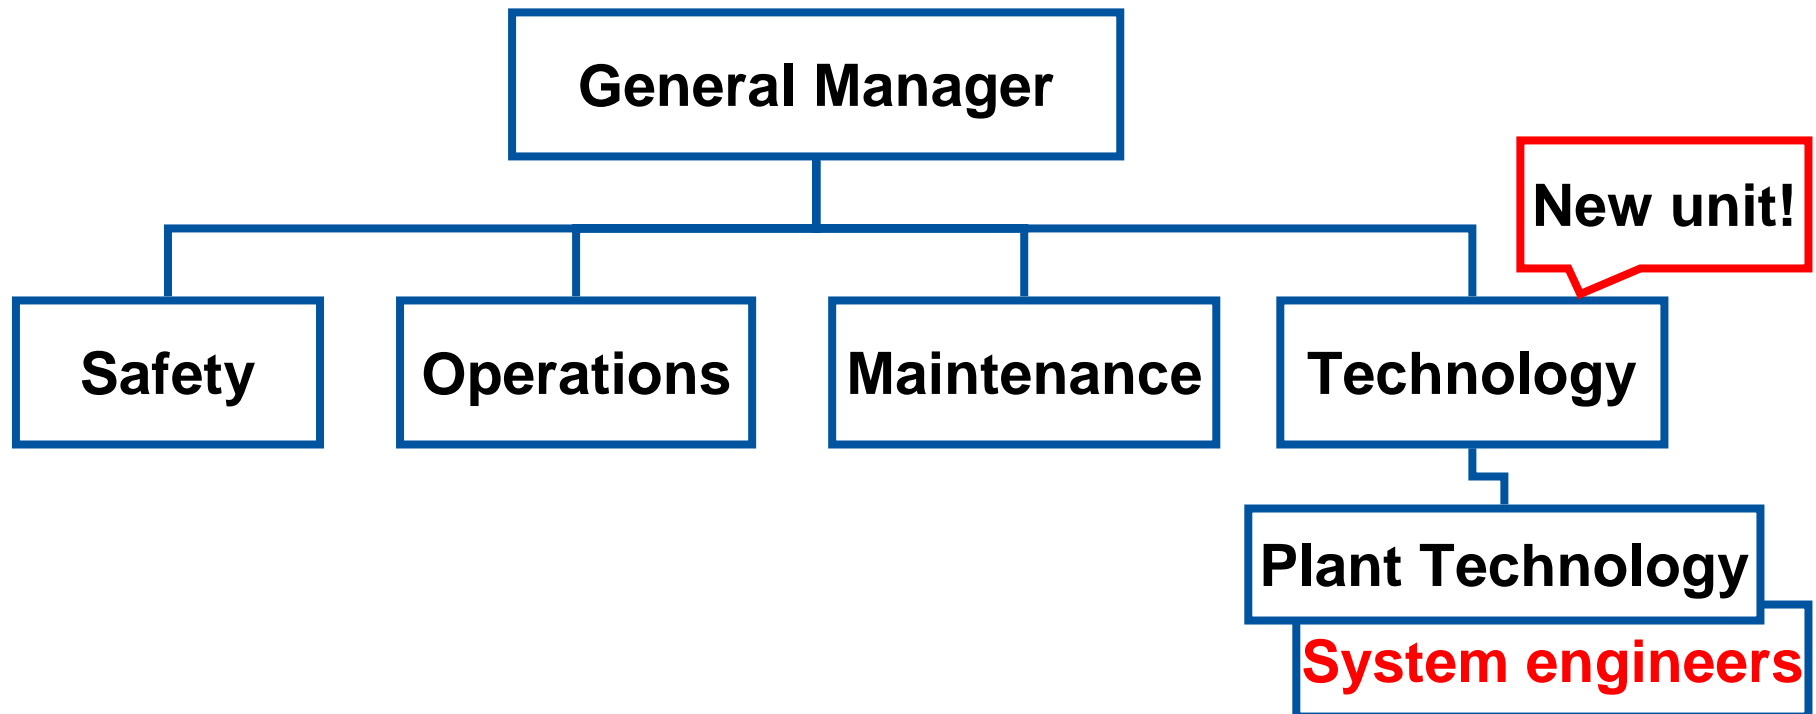 General Manager
New unit!
Safety
Operations
Maintenance
Technology
Plant Technology
System engineers